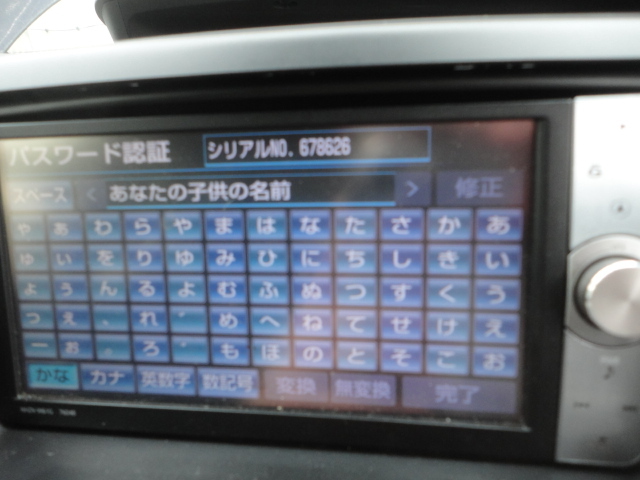 パスワード認証 シリアルNO. 678626
スペース < あなたの子供の名前 > 修正
ゃ ぁ わ ら や ま は な た さ か あ
ゅ ぃ を り ゆ み ひ に ち し き い
ょ ぅ ん る よ む ふ ぬ つ す く う
っ ぇ 、 れ ゛ め へ ね て せ け え
ー ぉ 。 ろ ゜ も ほ の と そ こ お
かな カナ 英数字 数記号 変換 無変換 完了